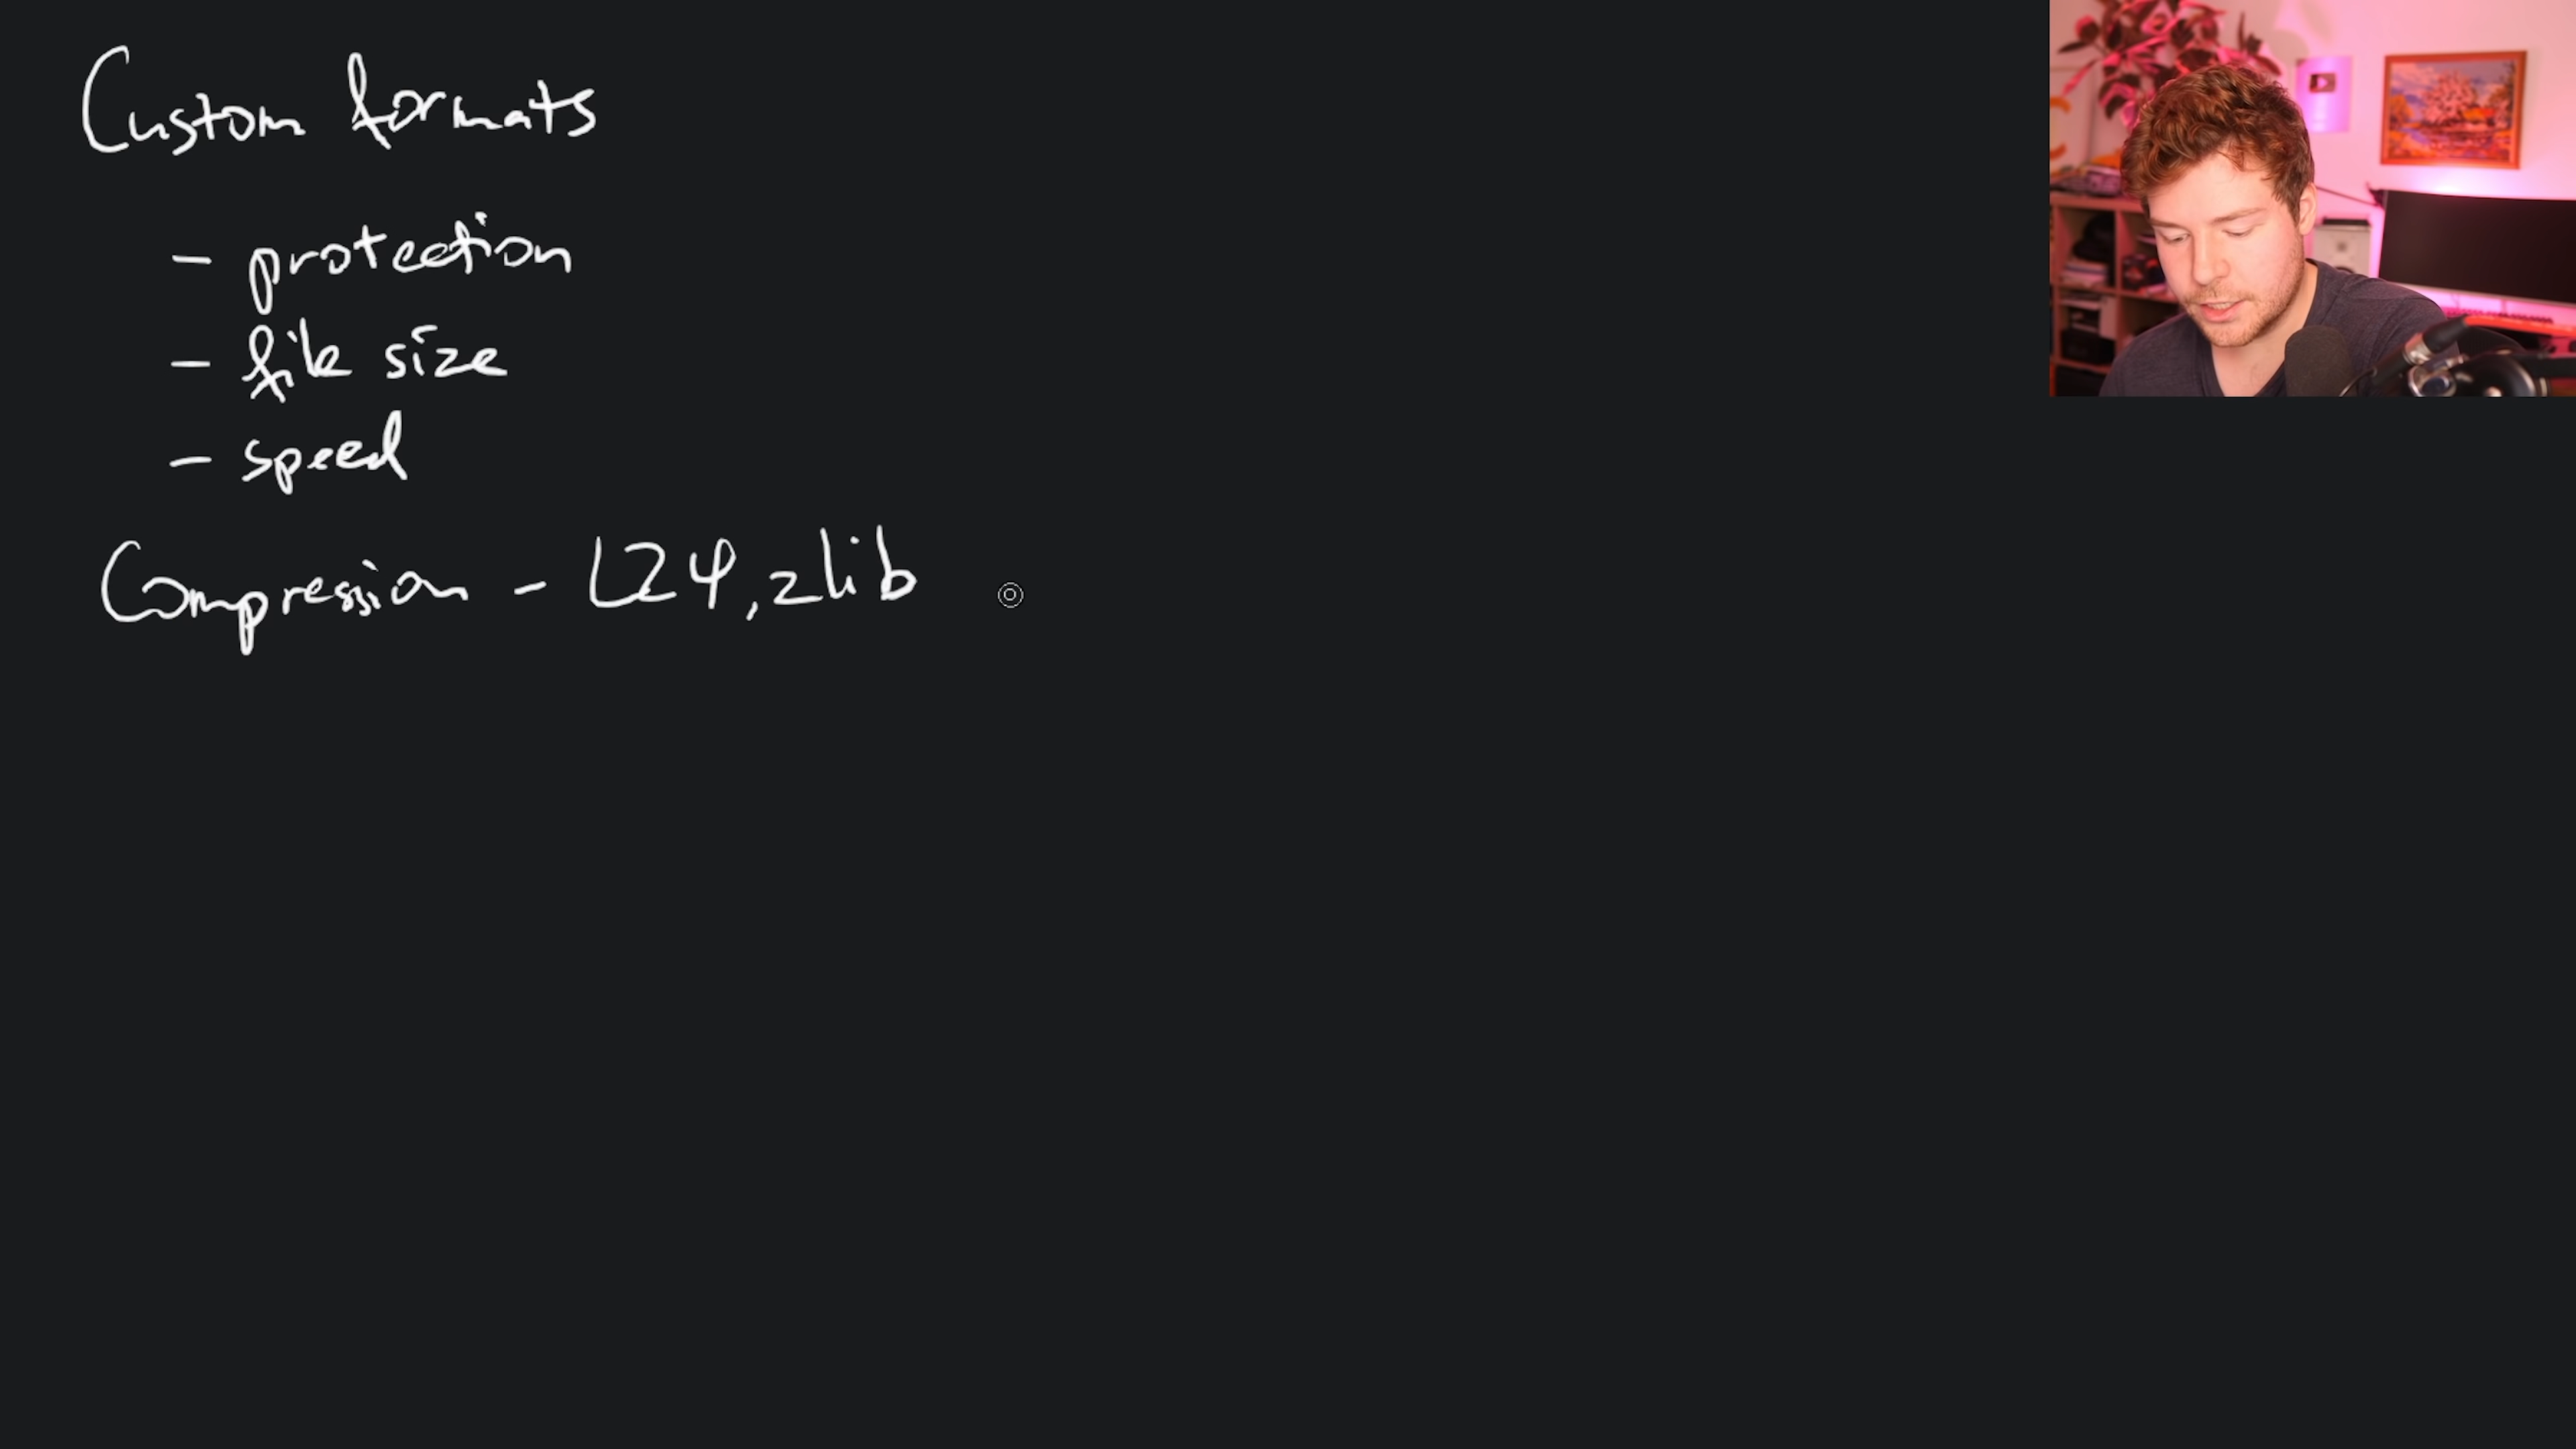 Custom formats
- protection
- file size
- speed
Compression - LZ4, zlib